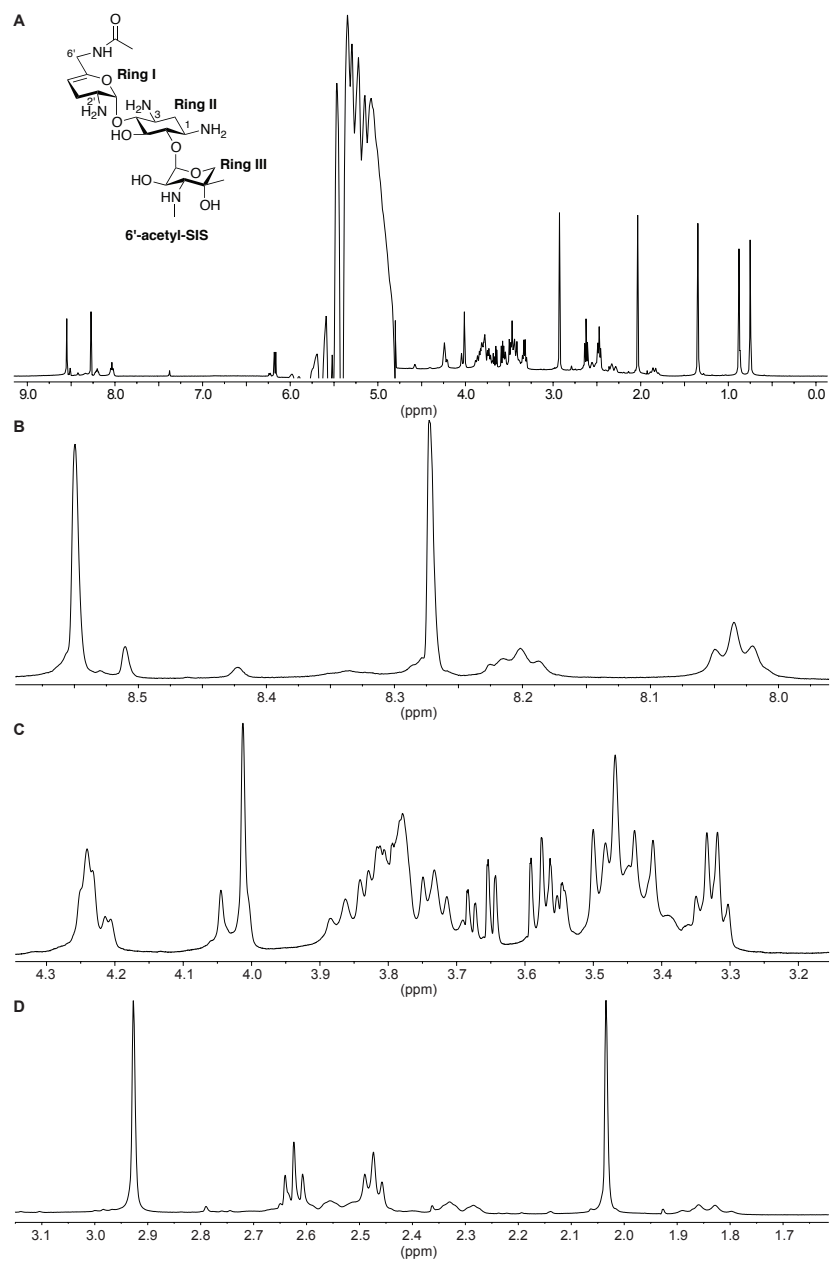 A
O
6'
NH
O
Ring I
2'
H2N
H2N
3
Ring II
O
HO
1
NH2
O
O
Ring III
HO
HN
OH
6'-acetyl-SIS
9.0 8.0 7.0 6.0 5.0 4.0 3.0 2.0 1.0 0.0
(ppm)
B
8.5 8.4 8.3 8.2 8.1 8.0
(ppm)
C
4.3 4.2 4.1 4.0 3.9 3.8 3.7 3.6 3.5 3.4 3.3 3.2
(ppm)
D
3.1 3.0 2.9 2.8 2.7 2.6 2.5 2.4 2.3 2.2 2.1 2.0 1.9 1.8 1.7
(ppm)